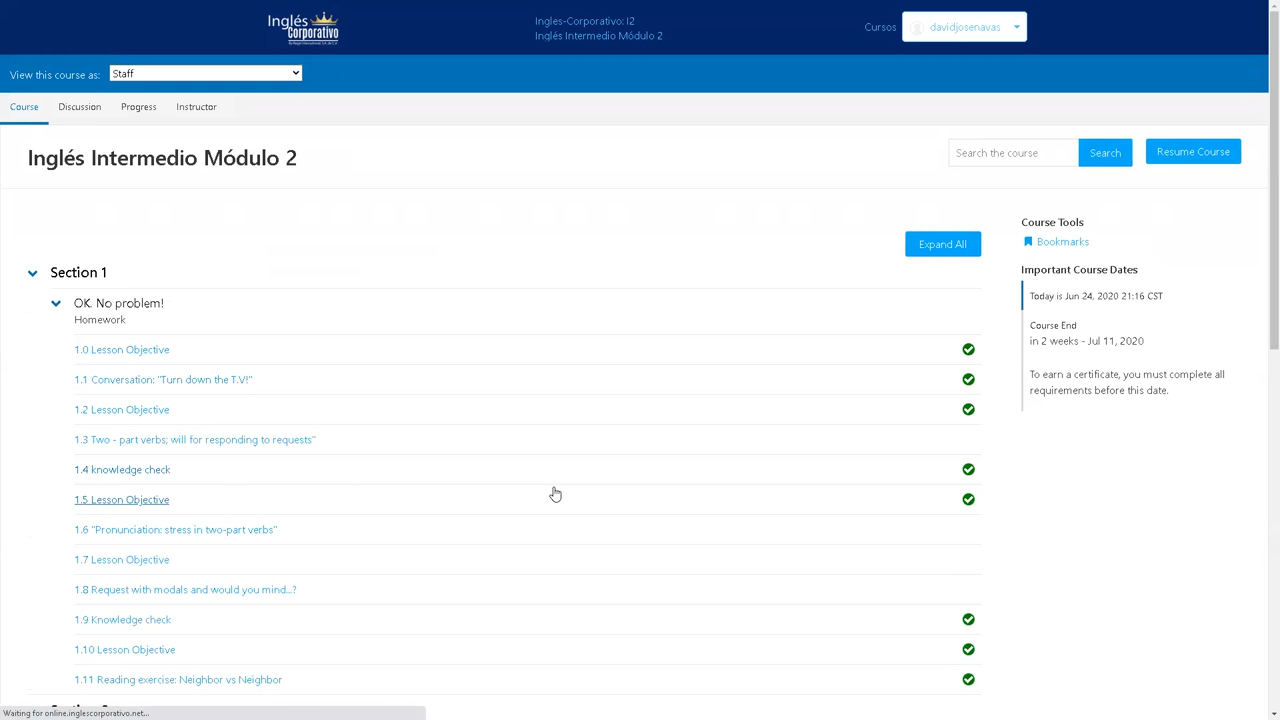 Inglés
Corporativo
Ingles-Corporativo: I2
Inglés Intermedio Módulo 2
Cursos
davidjosenavas
View this course as:
Staff
Course
Discussion
Progress
Instructor
Inglés Intermedio Módulo 2
Search the course
Search
Resume Course
Expand All
Course Tools
Bookmarks
Important Course Dates
Today is Jun 24, 2020 21:16 CST
Course End
in 2 weeks - Jul 11, 2020
To earn a certificate, you must complete all
requirements before this date.
Section 1
OK. No problem!
Homework
1.0 Lesson Objective
1.1 Conversation: "Turn down the T.V!"
1.2 Lesson Objective
1.3 Two - part verbs; will for responding to requests"
1.4 knowledge check
1.5 Lesson Objective
1.6 "Pronunciation: stress in two-part verbs"
1.7 Lesson Objective
1.8 Request with modals and would you mind...?
1.9 Knowledge check
1.10 Lesson Objective
1.11 Reading exercise: Neighbor vs Neighbor
Waiting for online.inglescorporativo.net...